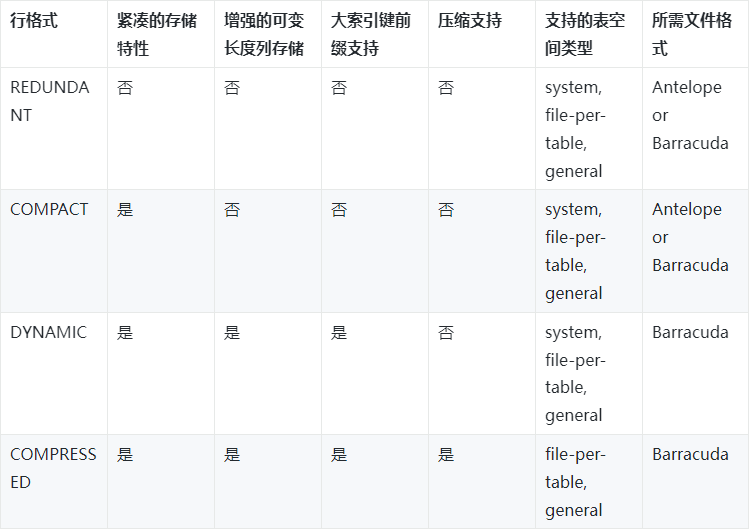 行格式
紧凑的存储
特性
增强的可变
长度列存储
大索引键前
缀支持
压缩支持
支持的表空
间类型
所需文件格
式
REDUNDA
NT
否
否
否
否
system,
file-per-
table,
general
Antelope
or
Barracuda
COMPACT
是
否
否
否
system,
file-per-
table,
general
Antelope
or
Barracuda
DYNAMIC
是
是
是
否
system,
file-per-
table,
general
Barracuda
COMPRESS
ED
是
是
是
是
file-per-
table,
general
Barracuda